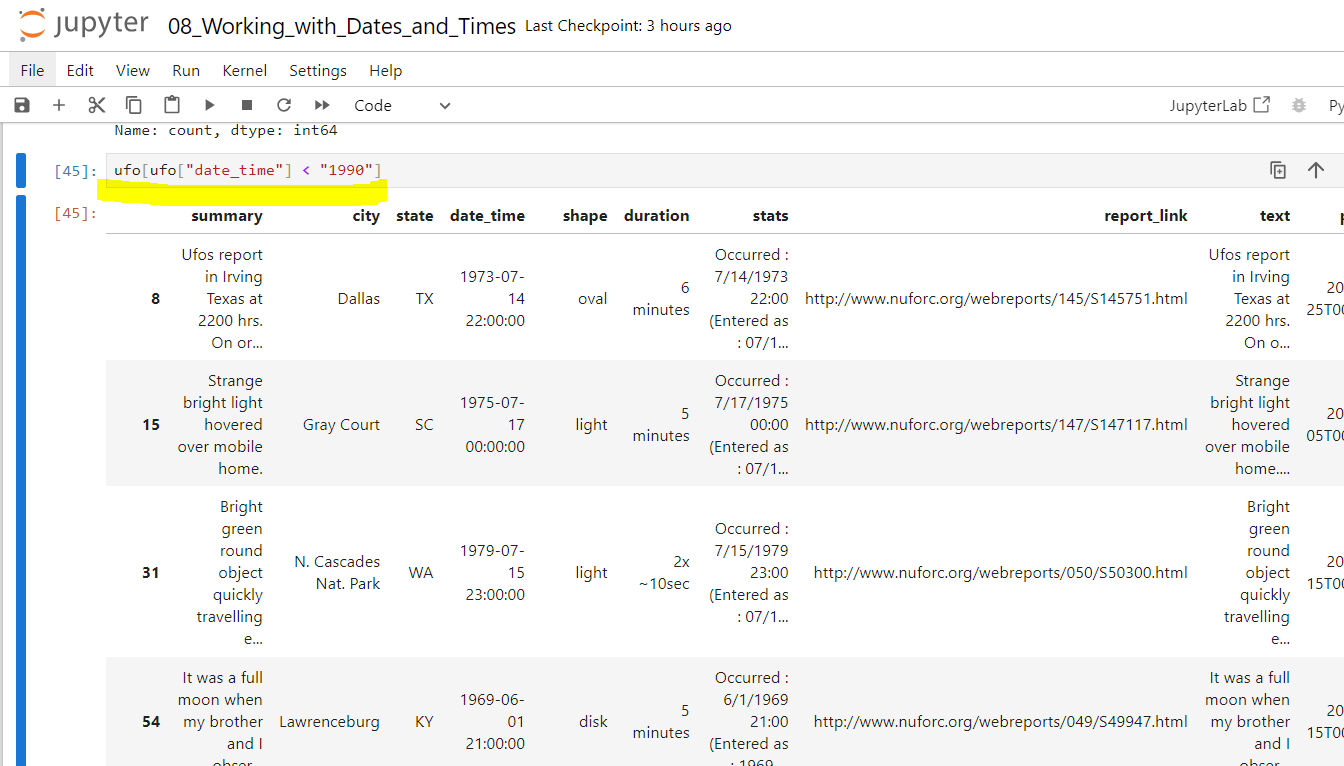 jupyter 08_Working_with_Dates_and_Times Last Checkpoint: 3 hours ago
File Edit View Run Kernel Settings Help
Code JupyterLab Py
Name: count, dtype: int64
[45]: ufo[ufo["date_time"] < "1990"]
[45]: summary city state date_time shape duration stats report_link text
Ufos report Occurred : Ufos report
in Irving 1973-07- 7/14/1973 in Irving
8 Texas at Dallas TX 14 oval 6 22:00 http://www.nuforc.org/webreports/145/S145751.html Texas at 20
2200 hrs. 22:00:00 minutes (Entered as 2200 hrs. 25T00
On or... : 07/1... On o...
Strange Occurred : Strange
bright light 1975-07- 7/17/1975 bright light
15 hovered Gray Court SC 17 light 5 00:00 http://www.nuforc.org/webreports/147/S147117.html hovered 20
over mobile 00:00:00 minutes (Entered as over mobile 05T00
home. : 07/1... home....
Bright Bright
green Occurred : green
round N. Cascades 1979-07- 2x 7/15/1979 round 20
31 object Nat. Park WA 15 light ~10sec 23:00 http://www.nuforc.org/webreports/050/S50300.html object 15T00
quickly 23:00:00 (Entered as quickly
travelling : 07/1... travelling
e... e...
It was a full Occurred : It was a full
moon when 1969-06- 6/1/1969 moon when
54 my brother Lawrenceburg KY 01 disk 5 21:00 http://www.nuforc.org/webreports/049/S49947.html my brother 20
and I 21:00:00 minutes (Entered as and I 15T00
obser... : 1969 obser...